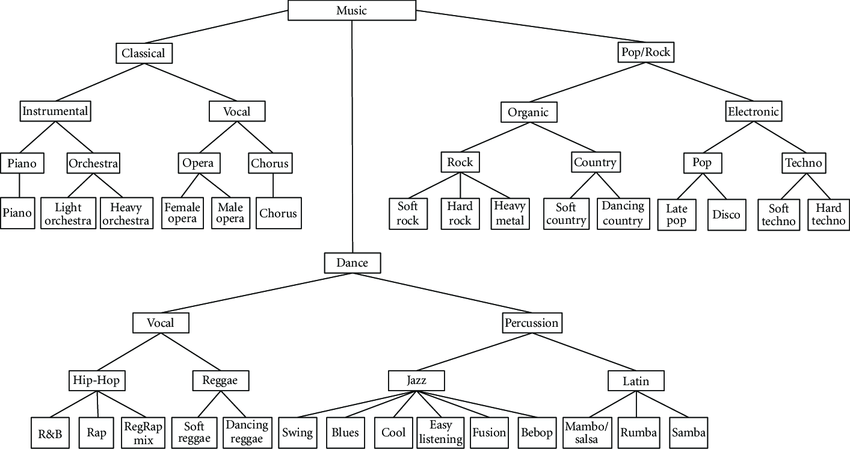 Music
Classical
Pop/Rock
Instrumental
Vocal
Organic
Electronic
Piano
Orchestra
Opera
Chorus
Rock
Country
Pop
Techno
Piano
Light
orchestra
Heavy
orchestra
Female
opera
Male
opera
Chorus
Soft
rock
Hard
rock
Heavy
metal
Soft
country
Dancing
country
Late
pop
Disco
Soft
techno
Hard
techno
Dance
Vocal
Percussion
Hip-Hop
Reggae
Jazz
Latin
R&B
Rap
RegRap
mix
Soft
reggae
Dancing
reggae
Swing
Blues
Cool
Easy
listening
Fusion
Bebop
Mambo/
salsa
Rumba
Samba